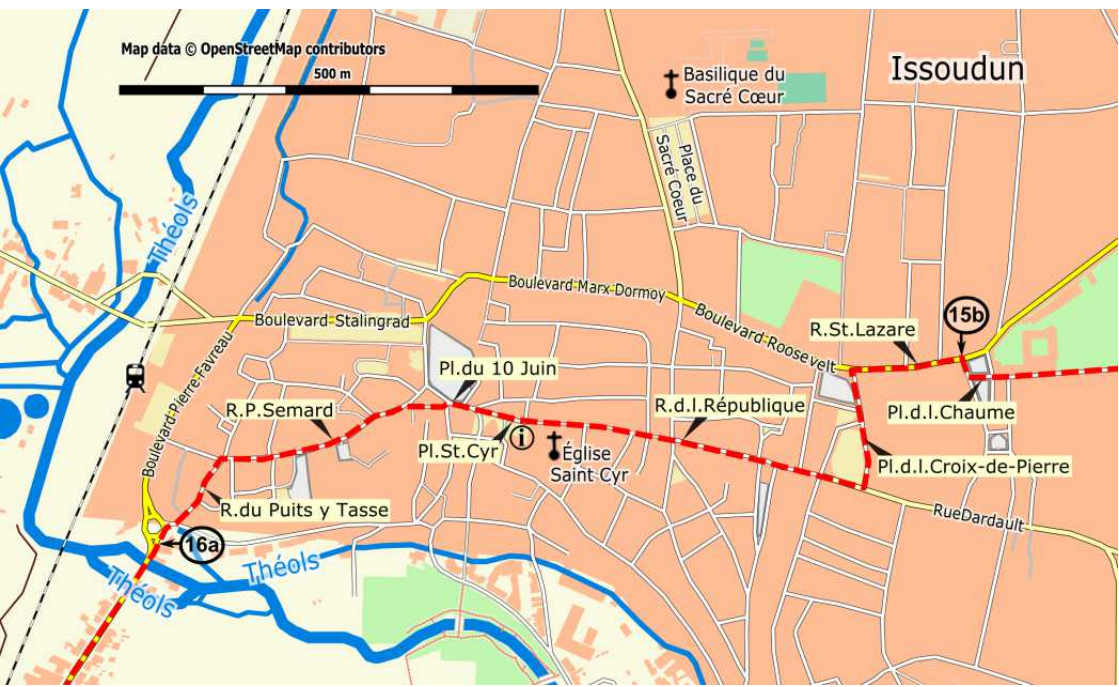 Map data © OpenStreetMap contributors
500 m
Issoudun
Basilique du
Sacré Cœur
Place du
Sacré Coeur
Théols
Boulevard Marx Dormoy
Boulevard Stalingrad
Boulevard Roosevelt
R.St.Lazare
15b
Boulevard Pierre Favreau
Pl.du 10 Juin
R.P.Semard
R.d.l.République
Pl.d.l.Chaume
Pl.St.Cyr
i
Église
Saint Cyr
Pl.d.l.Croix-de-Pierre
R.du Puits y Tasse
RueDardault
16a
Théols
Théols